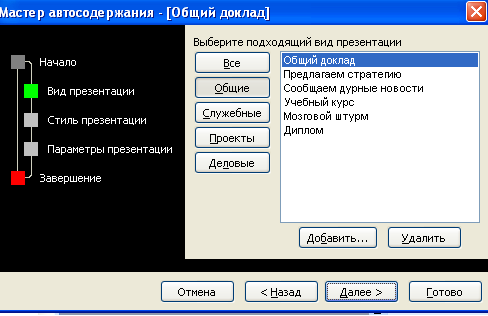 Мастер автосодержания - [Общий доклад]
Начало
Вид презентации
Стиль презентации
Параметры презентации
Завершение
Выберите подходящий вид презентации
Все
Общие
Служебные
Проекты
Деловые
Общий доклад
Предлагаем стратегию
Сообщаем дурные новости
Учебный курс
Мозговой штурм
Диплом
Добавить...
Удалить
Отмена
< Назад
Далее >
Готово